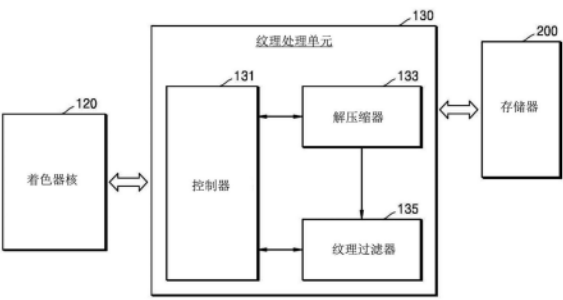 130
纹理处理单元
200
131
133
120
解压缩器
存储器
着色器核
控制器
135
纹理过滤器